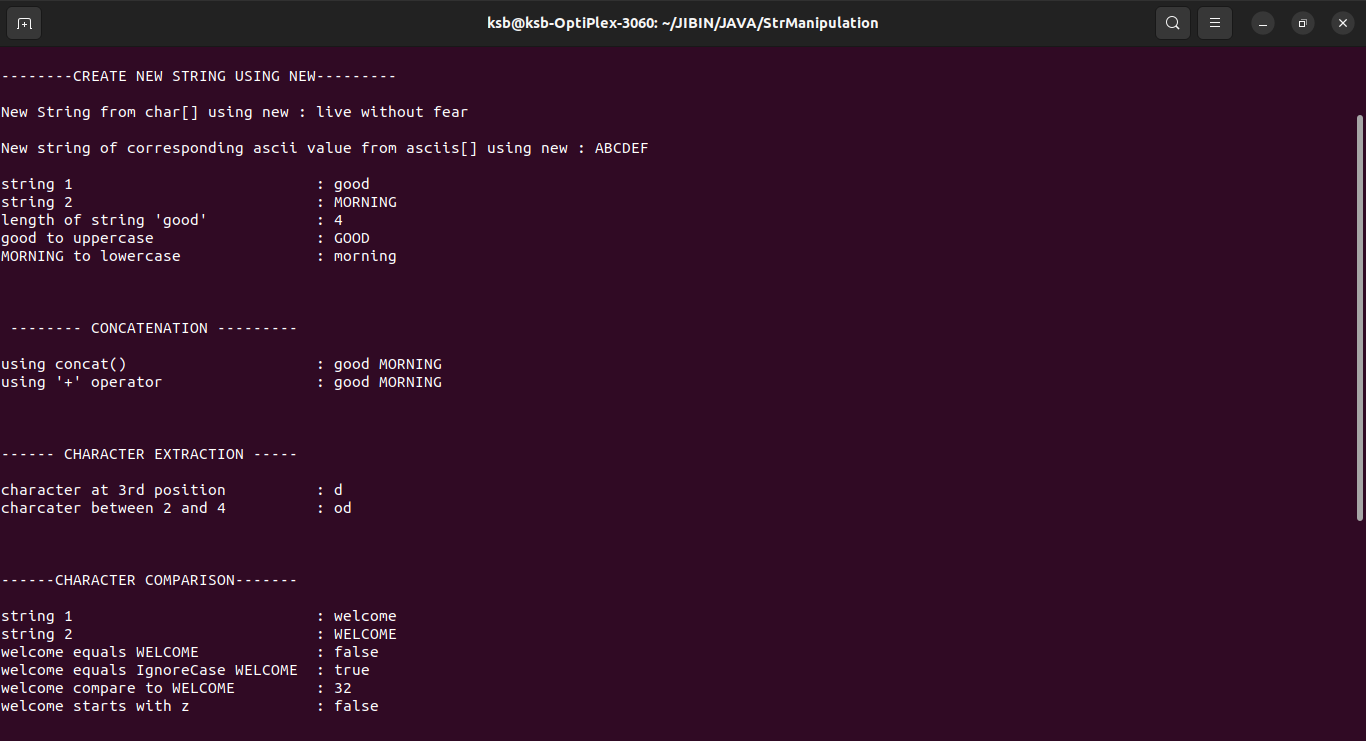 ksb@ksb-OptiPlex-3060: ~/JIBIN/JAVA/StrManipulation
--------CREATE NEW STRING USING NEW---------
New String from char[] using new : live without fear
New string of corresponding ascii value from asciis[] using new : ABCDEF
string 1                           : good
string 2                           : MORNING
length of string 'good'            : 4
good to uppercase                  : GOOD
MORNING to lowercase               : morning
 -------- CONCATENATION ---------
using concat()                     : good MORNING
using '+' operator                 : good MORNING
------ CHARACTER EXTRACTION -----
character at 3rd position          : d
charcater between 2 and 4          : od
------CHARACTER COMPARISON-------
string 1                           : welcome
string 2                           : WELCOME
welcome equals WELCOME             : false
welcome equals IgnoreCase WELCOME  : true
welcome compare to WELCOME         : 32
welcome starts with z              : false